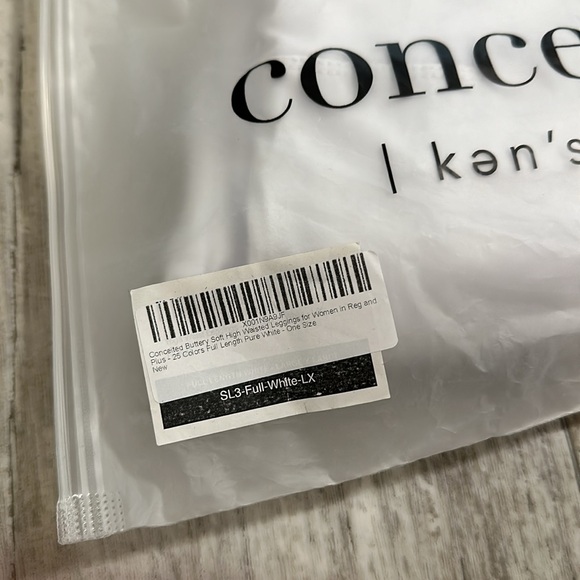 conce
| kən's
X001N9A9JF
Conceited Buttery Soft High Waisted Leggings for Women in Reg and
Plus - 25 Colors Full Length Pure White - One Size
New
SL3-Full-White-LX